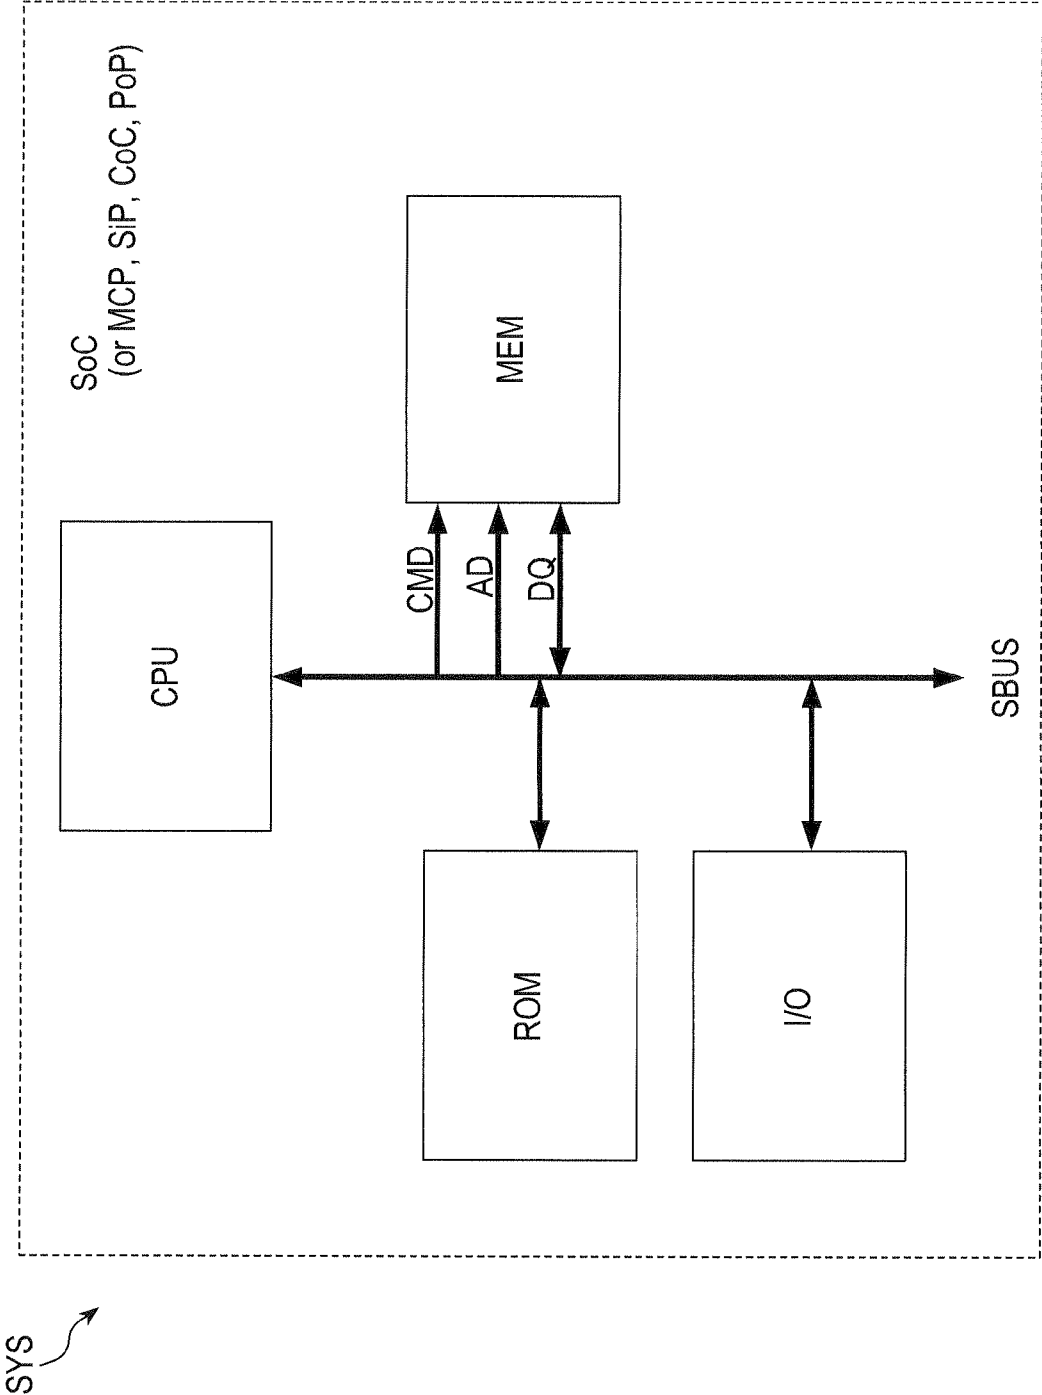 SYS
SoC
(or MCP, SiP, CoC, PoP)
CPU
CMD
AD
DQ
MEM
ROM
I/O
SBUS